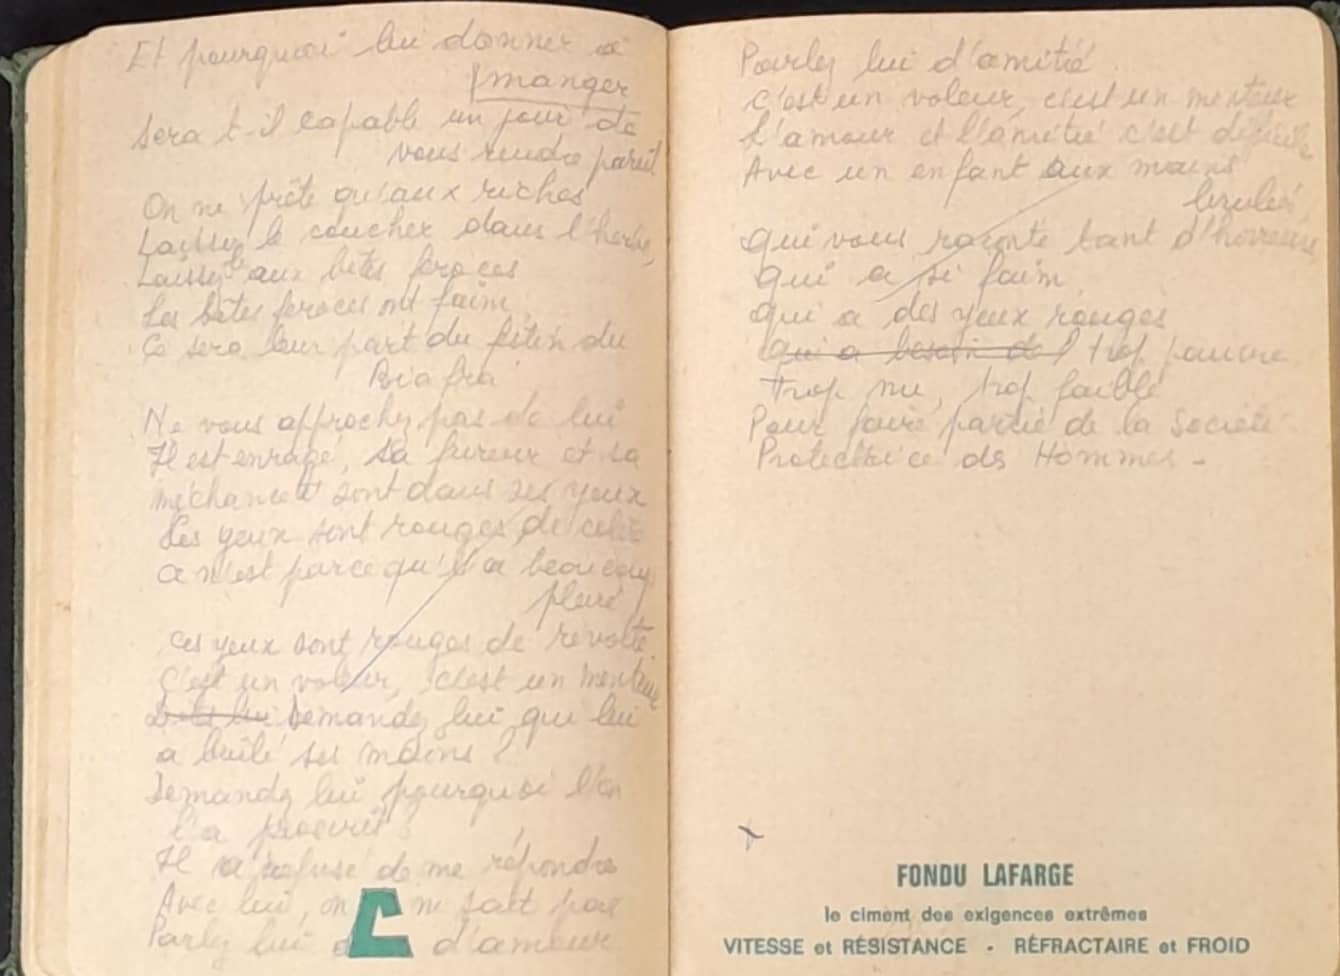 Et pourquoi lui donner à
manger
sera t-il capable un jour de
vous rendre pareil
On ne prête qu'aux riches
Laissez le coucher dans l'herbe,
Laissez le aux bêtes féroces
Les bêtes féroces ont faim
Ce sera leur part du festin du
Biafra
Ne vous approchez pas de lui
Il est enragé, sa fureur et sa
méchanceté sont dans ses yeux
Ses yeux sont rouges de colère
Ce n'est parce qu'il a beaucoup
pleuré
Ces yeux sont rouges de révolte
C'est un voleur, c'est un menteur
Demandez lui qui lui
a brûlé ses mains ?
Demandez lui pourquoi l'on
l'a proscrit ?
Il a refusé de me répondre
Avec lui, on ne sait pas
Parlez lui d'amour
Parlez lui d'amitié
C'est un voleur, c'est un menteur
L'amour et l'amitié c'est difficile
Avec un enfant aux mains
brulés,
qui vous raconte tant d'horreurs
qui a si faim
qui a des yeux rouges
qui a besoin d trop pauvre
trop nu, trop faible
Pour faire partie de la Société
Protectrice des Hommes -
FONDU LAFARGE
le ciment des exigences extrêmes
VITESSE et RÉSISTANCE - RÉFRACTAIRE et FROID